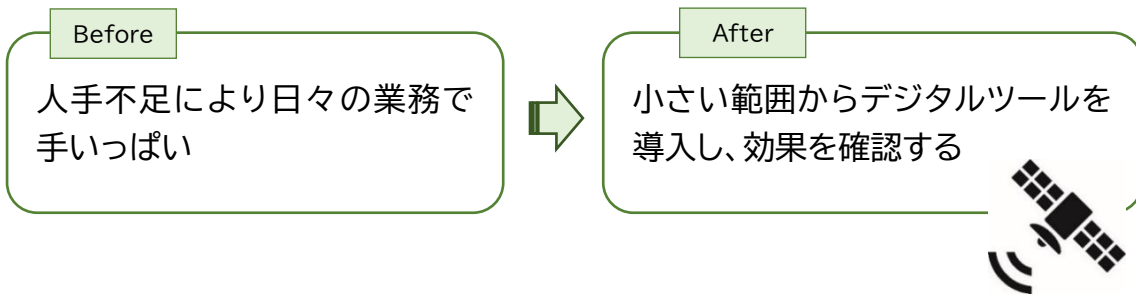 Before
人手不足により日々の業務で
手いっぱい
After
小さい範囲からデジタルツールを
導入し、効果を確認する